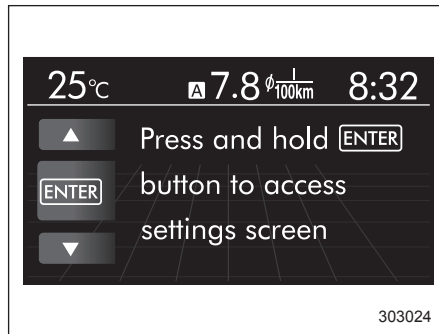 25°C A 7.8 ∅ l/100km 8:32
Press and hold ENTER
ENTER button to access
settings screen
303024